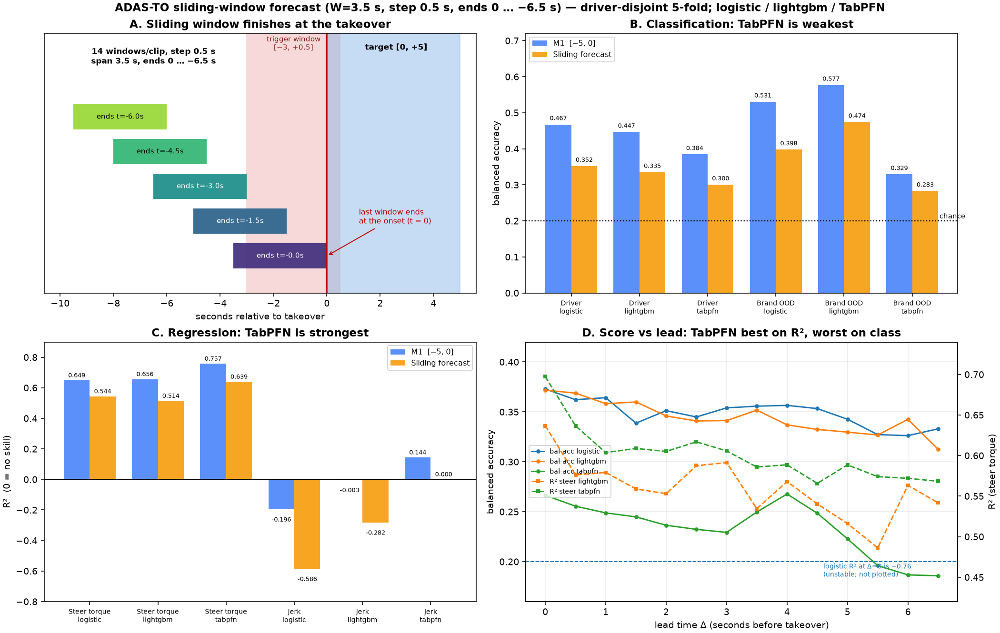 ADAS-TO sliding-window forecast (W=3.5 s, step 0.5 s, ends 0 … −6.5 s) — driver-disjoint 5-fold; logistic / lightgbm / TabPFN
A. Sliding window finishes at the takeover
trigger window
[−3, +0.5]
target [0, +5]
14 windows/clip, step 0.5 s
span 3.5 s, ends 0 … −6.5 s
ends t=-6.0s
ends t=-4.5s
ends t=-3.0s
ends t=-1.5s
ends t=-0.0s
last window ends
at the onset (t = 0)
−10
−8
−6
−4
−2
0
2
4
seconds relative to takeover
B. Classification: TabPFN is weakest
M1 [−5, 0]
Sliding forecast
balanced accuracy
0.7
0.6
0.5
0.4
0.3
0.2
0.1
0.0
0.467
0.352
0.447
0.335
0.384
0.300
0.531
0.398
0.577
0.474
0.329
0.283
chance
Driver
logistic
Driver
lightgbm
Driver
tabpfn
Brand OOD
logistic
Brand OOD
lightgbm
Brand OOD
tabpfn
C. Regression: TabPFN is strongest
M1 [−5, 0]
Sliding forecast
R² (0 = no skill)
0.8
0.6
0.4
0.2
0.0
−0.2
−0.4
−0.6
−0.8
0.649
0.544
0.656
0.514
0.757
0.639
-0.196
-0.586
-0.003
-0.282
0.144
0.000
Steer torque
logistic
Steer torque
lightgbm
Steer torque
tabpfn
Jerk
logistic
Jerk
lightgbm
Jerk
tabpfn
D. Score vs lead: TabPFN best on R², worst on class
balanced accuracy
0.40
0.35
0.30
0.25
0.20
bal-acc logistic
bal-acc lightgbm
bal-acc tabpfn
R² steer lightgbm
R² steer tabpfn
logistic R² at Δ=0 is −0.76
(unstable; not plotted)
0.70
0.65
0.60
0.55
0.50
0.45
R² (steer torque)
0
1
2
3
4
5
6
lead time Δ (seconds before takeover)